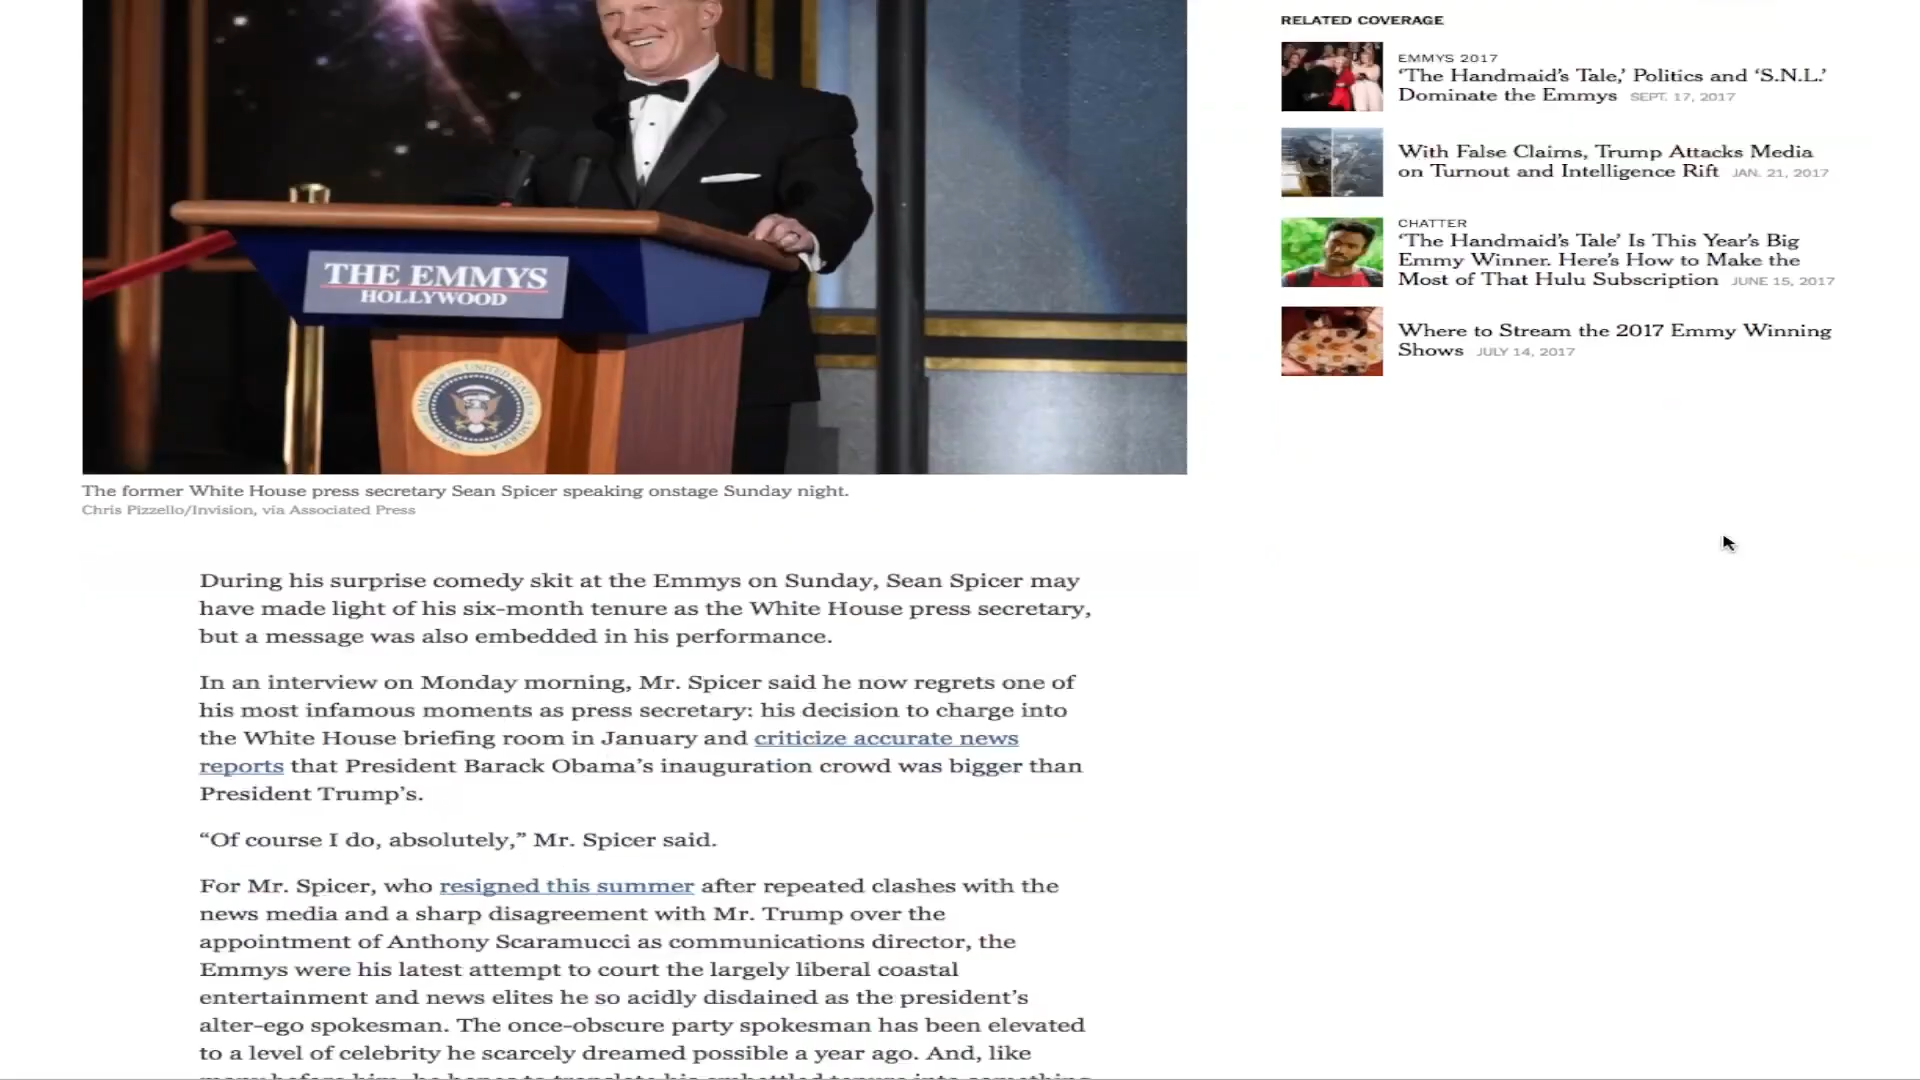 THE EMMYS
HOLLYWOOD
The former White House press secretary Sean Spicer speaking onstage Sunday night.
Chris Pizzello/Invision, via Associated Press
During his surprise comedy skit at the Emmys on Sunday, Sean Spicer may
have made light of his six-month tenure as the White House press secretary,
but a message was also embedded in his performance.
In an interview on Monday morning, Mr. Spicer said he now regrets one of
his most infamous moments as press secretary: his decision to charge into
the White House briefing room in January and criticize accurate news
reports that President Barack Obama’s inauguration crowd was bigger than
President Trump’s.
“Of course I do, absolutely,” Mr. Spicer said.
For Mr. Spicer, who resigned this summer after repeated clashes with the
news media and a sharp disagreement with Mr. Trump over the
appointment of Anthony Scaramucci as communications director, the
Emmys were his latest attempt to court the largely liberal coastal
entertainment and news elites he so acidly disdained as the president’s
alter-ego spokesman. The once-obscure party spokesman has been elevated
to a level of celebrity he scarcely dreamed possible a year ago. And, like
RELATED COVERAGE
EMMYS 2017
‘The Handmaid’s Tale,’ Politics and ‘S.N.L.’
Dominate the Emmys SEPT. 17, 2017
With False Claims, Trump Attacks Media
on Turnout and Intelligence Rift JAN. 21, 2017
CHATTER
‘The Handmaid’s Tale’ Is This Year’s Big
Emmy Winner. Here’s How to Make the
Most of That Hulu Subscription JUNE 15, 2017
Where to Stream the 2017 Emmy Winning
Shows JULY 14, 2017